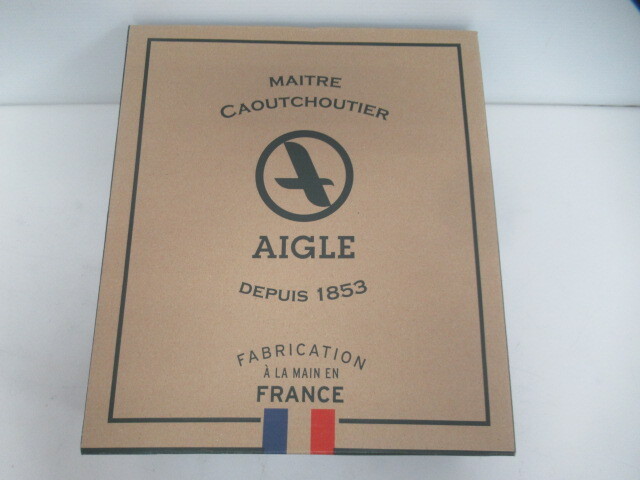 MAITRE
CAOUTCHOUTIER
AIGLE
DEPUIS 1853
FABRICATION
À LA MAIN EN
FRANCE